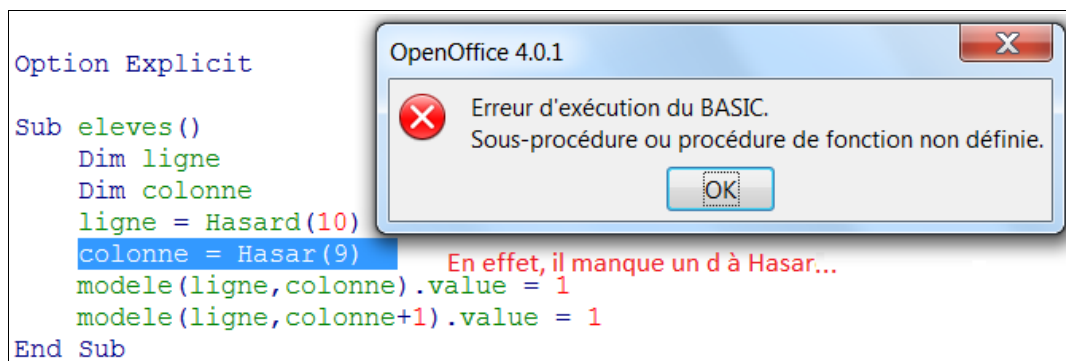 Option Explicit
OpenOffice 4.0.1
Erreur d'exécution du BASIC.
Sous-procédure ou procédure de fonction non définie.
OK
Sub eleves()
Dim ligne
Dim colonne
ligne = Hasard(10)
colonne = Hasar(9)
En effet, il manque un d à Hasar...
modele(ligne,colonne).value = 1
modele(ligne,colonne+1).value = 1
End Sub